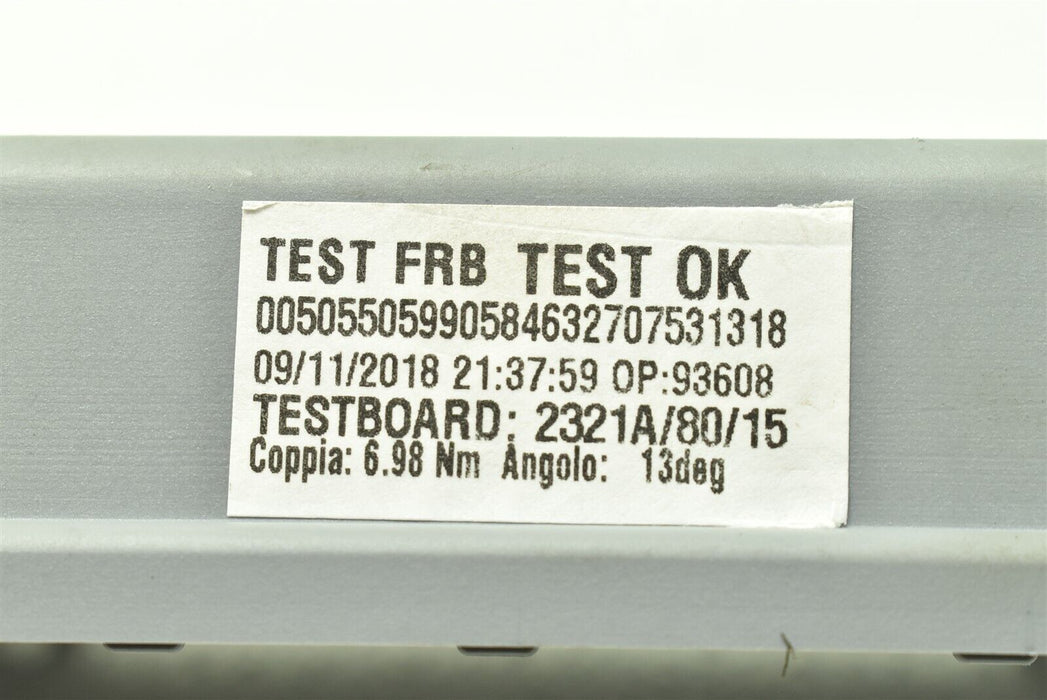 TEST FRB TEST OK
00505505990584632707531318
09/11/2018 21:37:59 OP:93608
TESTBOARD: 2321A/80/15
Coppia: 6.98 Nm Angolo: 13deg